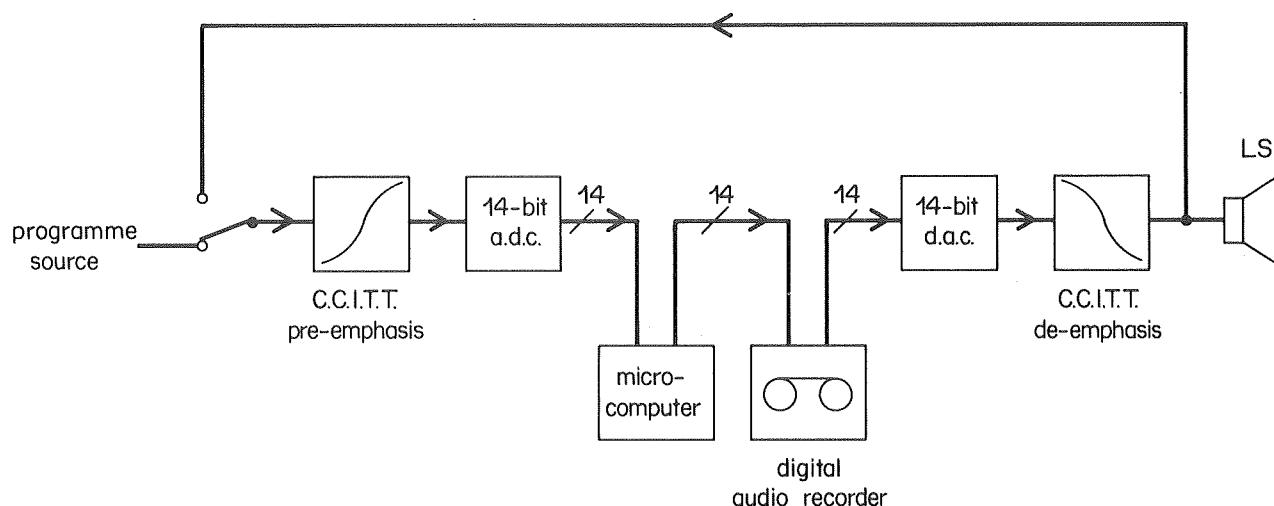 LS
programme
source
C.C.I.T.T.
pre-emphasis
14-bit
a.d.c.
14
micro-
computer
14
digital
audio recorder
14
14-bit
d.a.c.
C.C.I.T.T.
de-emphasis